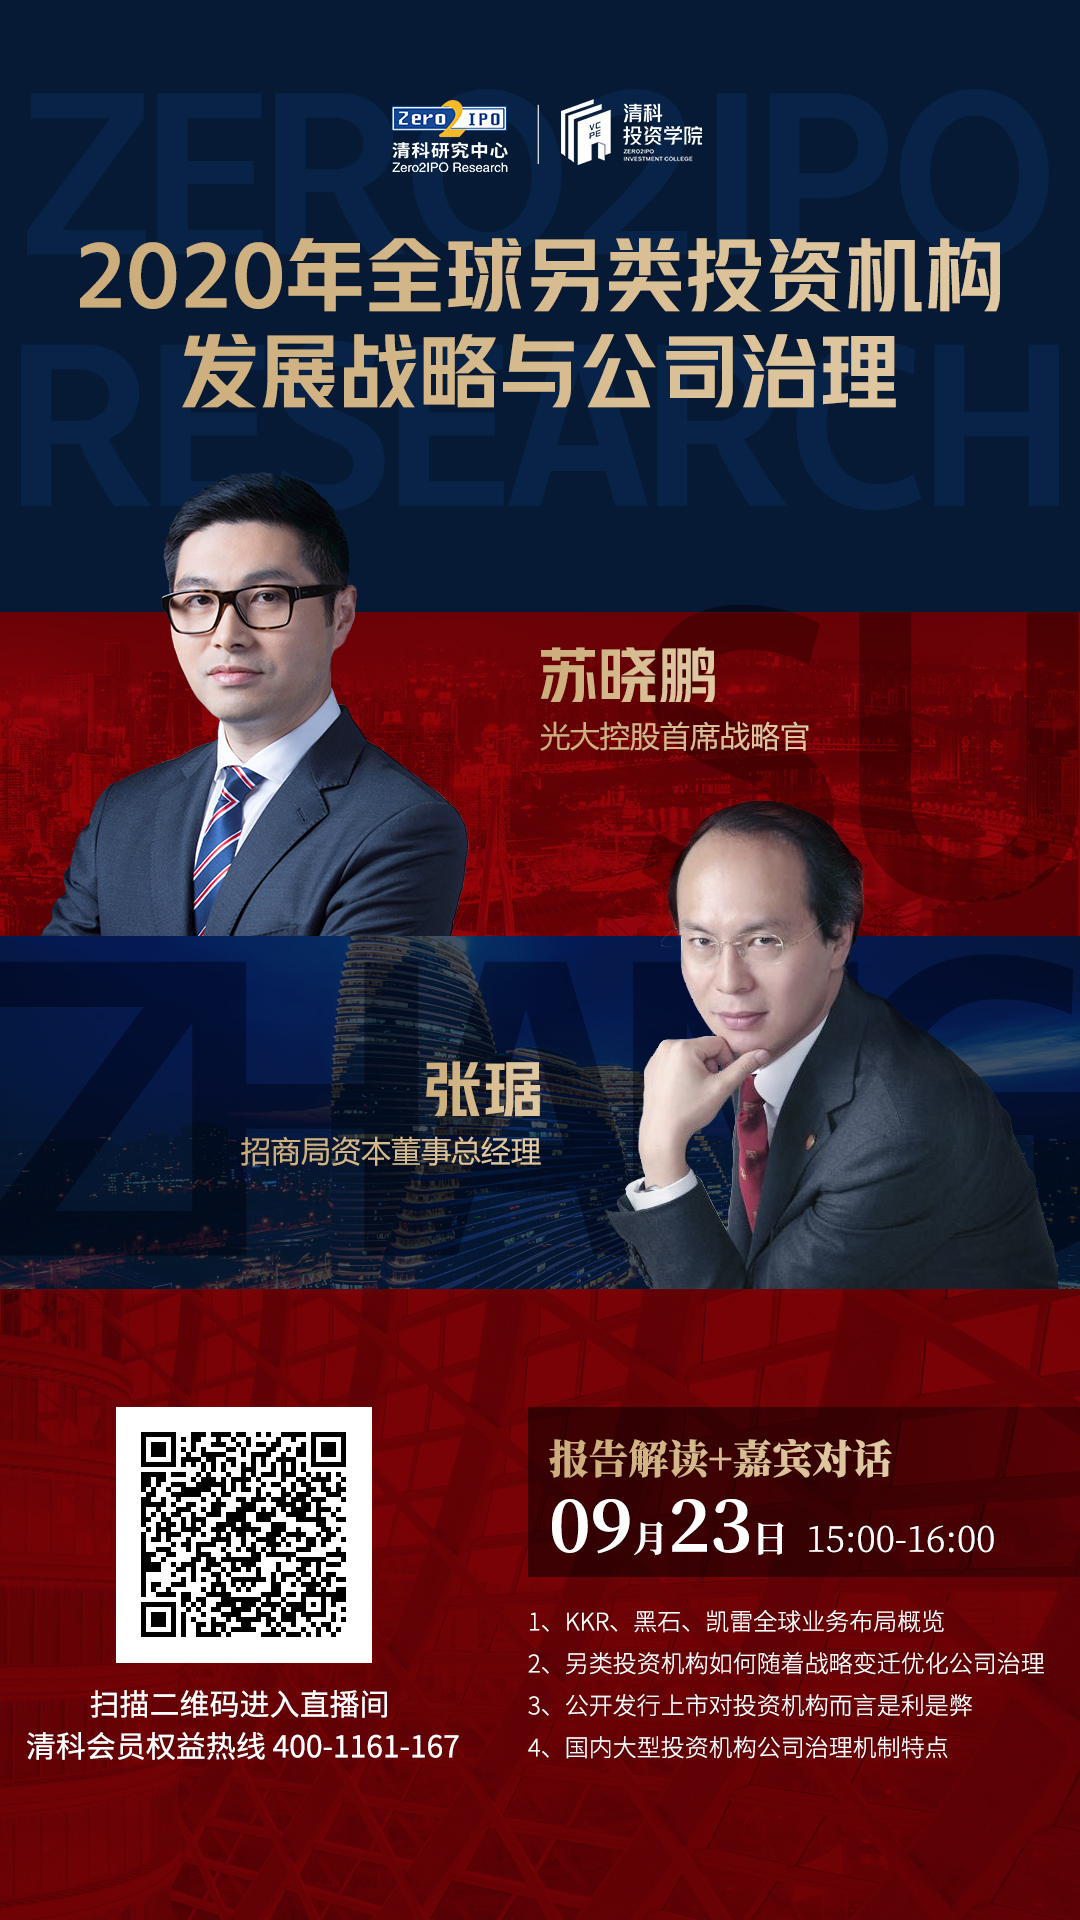 ZERO2IPO
RESEARCH
Zero2IPO
清科研究中心
Zero2IPO Research
VC
PE
清科
投资学院
ZERO2IPO
INVESTMENT COLLEGE
2020年全球另类投资机构
发展战略与公司治理
SU
苏晓鹏
光大控股首席战略官
ZHANG
张琚
招商局资本董事总经理
报告解读+嘉宾对话
09月23日 15:00-16:00
1、KKR、黑石、凯雷全球业务布局概览
2、另类投资机构如何随着战略变迁优化公司治理
3、公开发行上市对投资机构而言是利是弊
4、国内大型投资机构公司治理机制特点
扫描二维码进入直播间
清科会员权益热线 400-1161-167